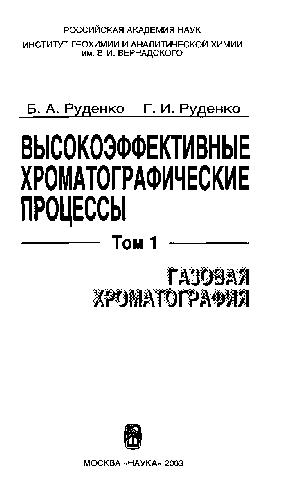 РОССИЙСКАЯ АКАДЕМИЯ НАУК
ИНСТИТУТ ГЕОХИМИИ И АНАЛИТИЧЕСКОЙ ХИМИИ
им. В. И. ВЕРНАДСКОГО
Б. А. Руденко Г. И. Руденко
ВЫСОКОЭФФЕКТИВНЫЕ
ХРОМАТОГРАФИЧЕСКИЕ
ПРОЦЕССЫ
Том 1
ГАЗОВАЯ
ХРОМАТОГРАФИЯ
МОСКВА «НАУКА» 2003